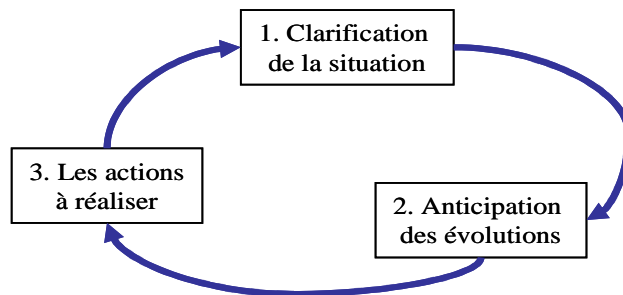 1. Clarification
de la situation
2. Anticipation
des évolutions
3. Les actions
à réaliser